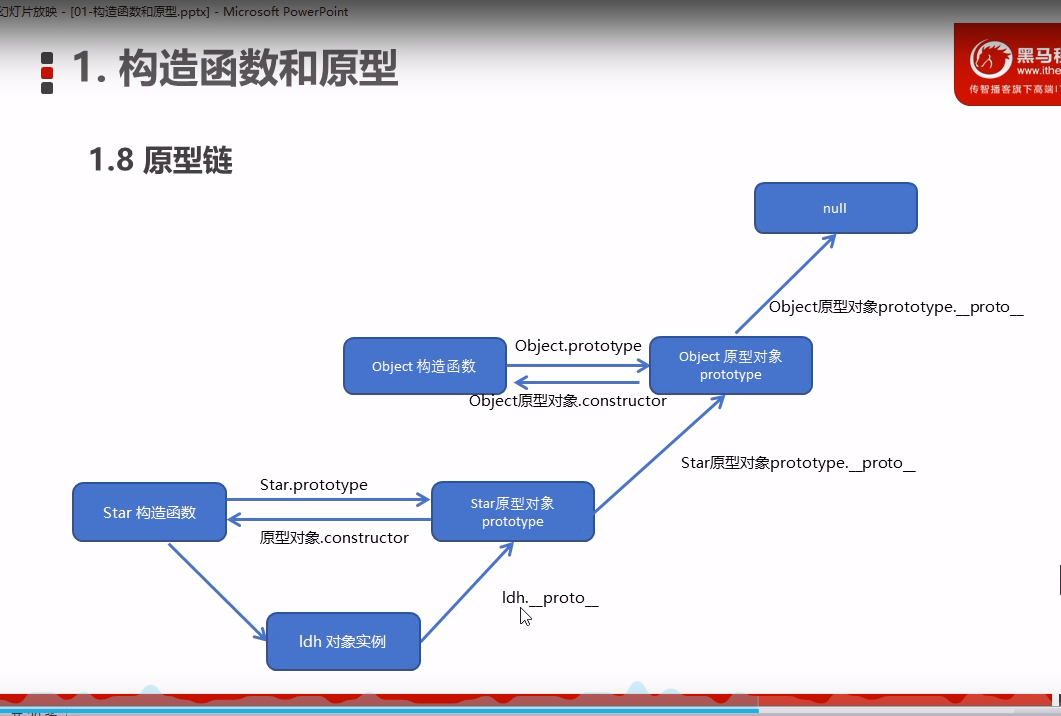 幻灯片放映 - [01-构造函数和原型.pptx] - Microsoft PowerPoint
1. 构造函数和原型
黑马程
www.ithe
传智播客旗下高端I
1.8 原型链
null
Object原型对象prototype.__proto__
Object.prototype
Object 构造函数
Object 原型对象
prototype
Object原型对象.constructor
Star原型对象prototype.__proto__
Star.prototype
Star 构造函数
Star原型对象
prototype
原型对象.constructor
ldh.__proto__
ldh 对象实例